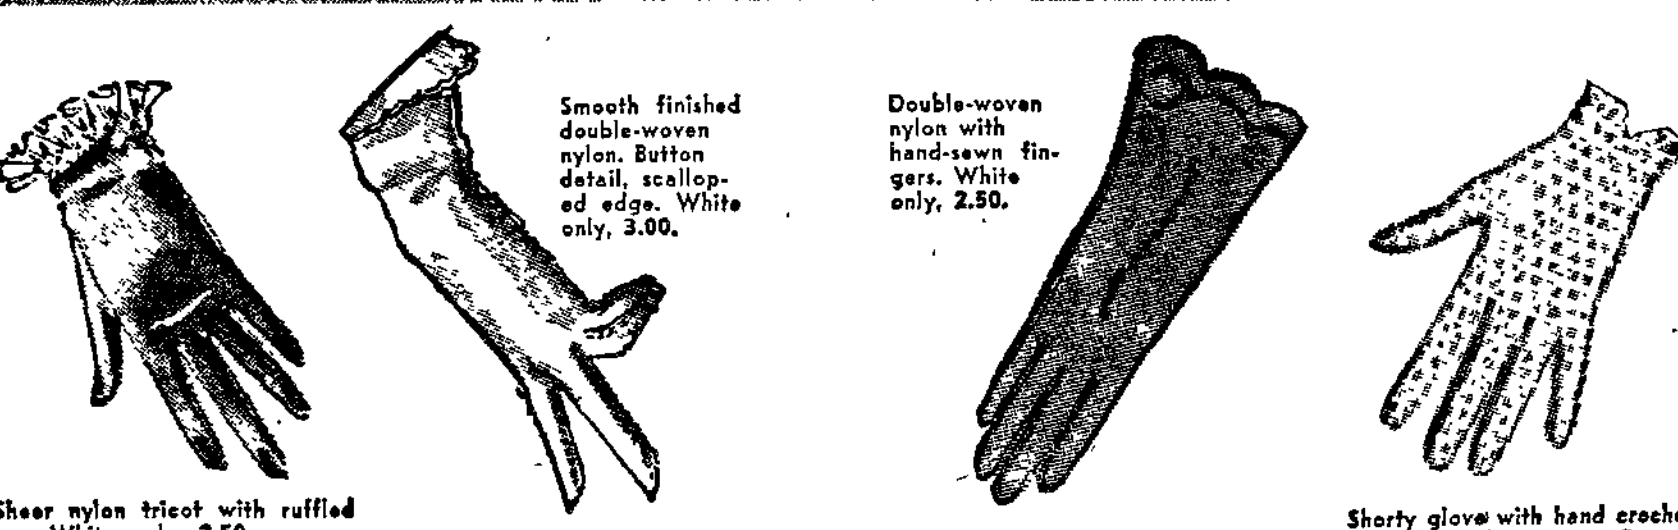 Smooth finished
double-woven
nylon. Button
detail, scallop-
ed edge. White
only, 3.00.
Double-woven
nylon with
hand-sewn fin-
gers. White
only, 2.50.
Sheer nylon tricot with ruffled
Shorty glove with hand